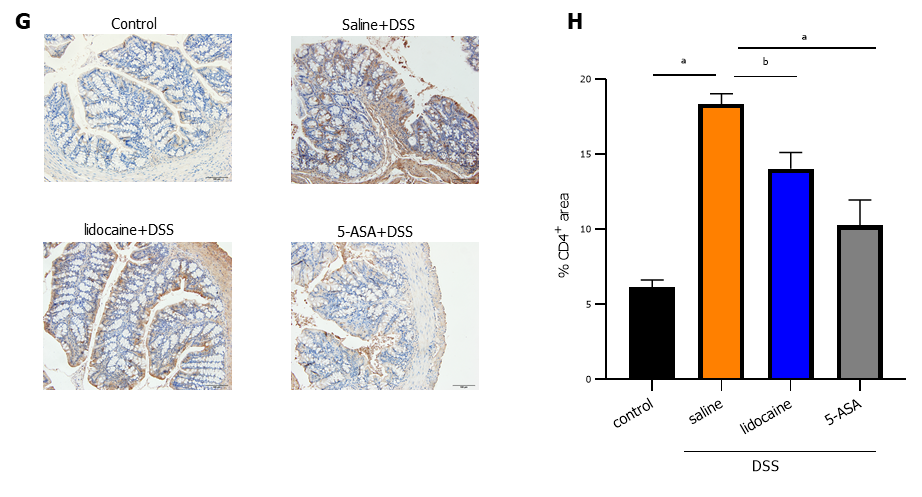 G
Control
Saline+DSS
lidocaine+DSS
5-ASA+DSS
H
a
a
b
% CD4⁺ area
20
15
10
5
0
control
saline
lidocaine
5-ASA
DSS